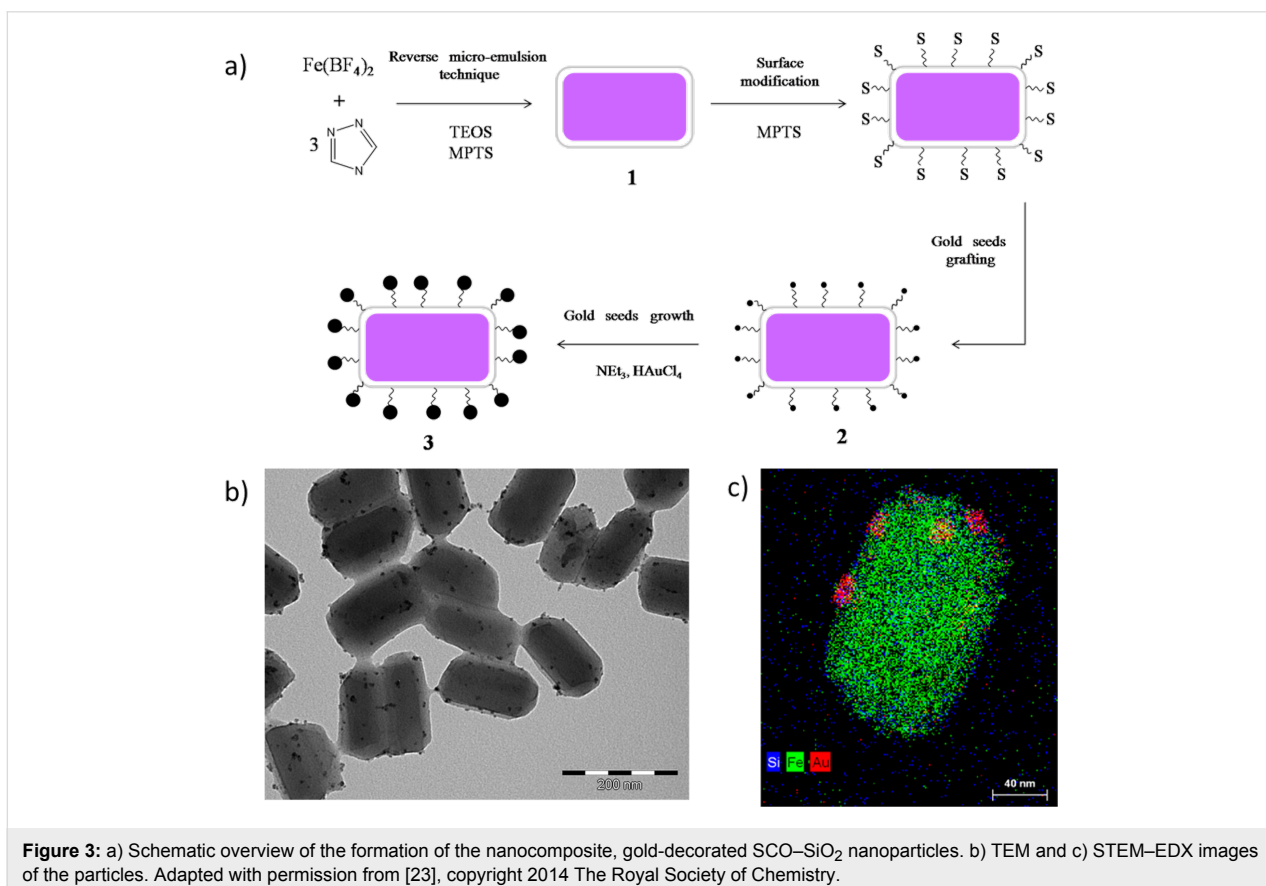 a)
Fe(BF₄)₂
+
3
N
N
N
Reverse micro-emulsion
technique
TEOS
MPTS
1
Surface
modification
MPTS
S S S S
S S
S S
S S
S S
S S S S
Gold seeds
grafting
2
Gold seeds growth
NEt₃, HAuCl₄
3
b)
200 nm
c)
Si Fe Au
40 nm
Figure 3: a) Schematic overview of the formation of the nanocomposite, gold-decorated SCO–SiO₂ nanoparticles. b) TEM and c) STEM–EDX images
of the particles. Adapted with permission from [23], copyright 2014 The Royal Society of Chemistry.